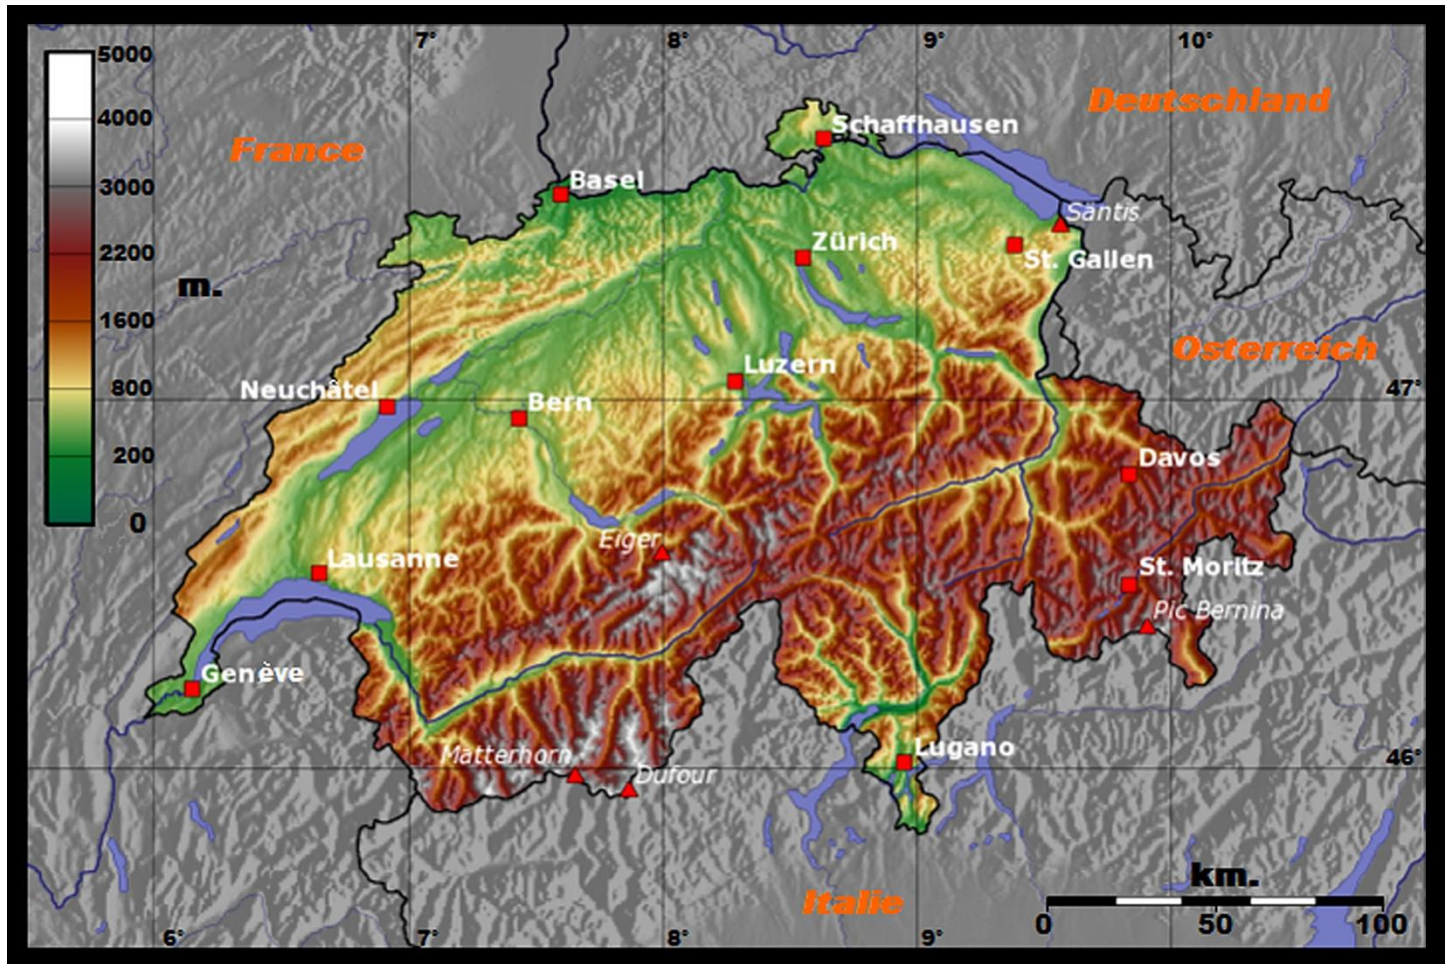 7°
8°
9°
10°
5000
4000
3000
2200
1600
800
200
0
m.
France
Deutschland
Schaffhausen
Basel
Säntis
Zürich
St. Gallen
Osterreich
Luzern
47°
Neuchâtel
Bern
Davos
Eiger
Lausanne
St. Moritz
Pic Bernina
Genève
Lugano
46°
Matterhorn
Dufour
km.
Italie
0 50 100
6°
7°
8°
9°